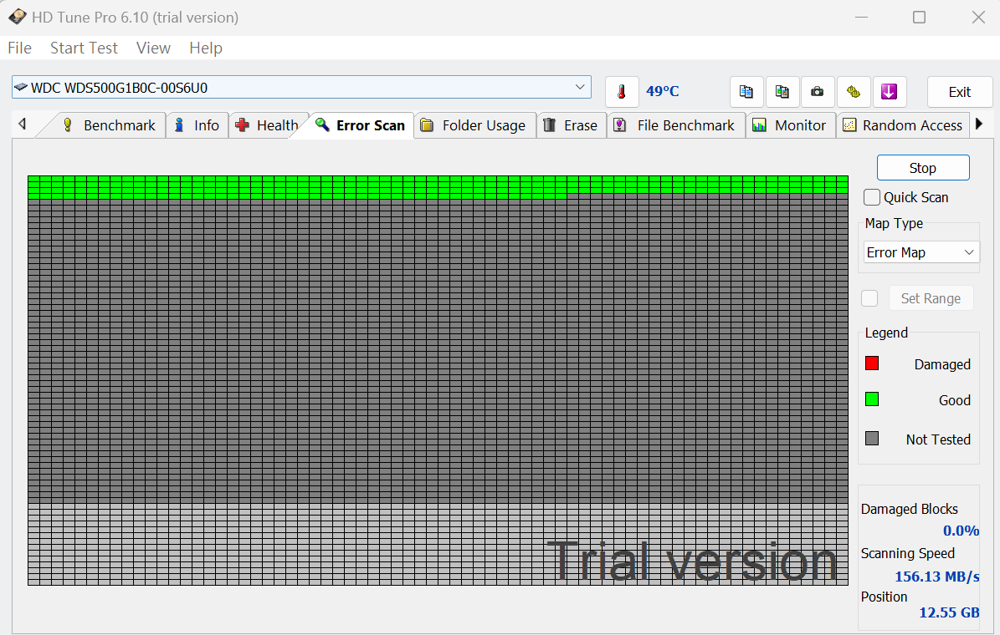 HD Tune Pro 6.10 (trial version)
File Start Test View Help
WDC WDS500G1B0C-00S6U0
49°C
Exit
Benchmark Info Health Error Scan Folder Usage Erase File Benchmark Monitor Random Access
Stop
Quick Scan
Map Type
Error Map
Set Range
Legend
Damaged
Good
Not Tested
Damaged Blocks
0.0%
Scanning Speed
156.13 MB/s
Position
12.55 GB
Trial version